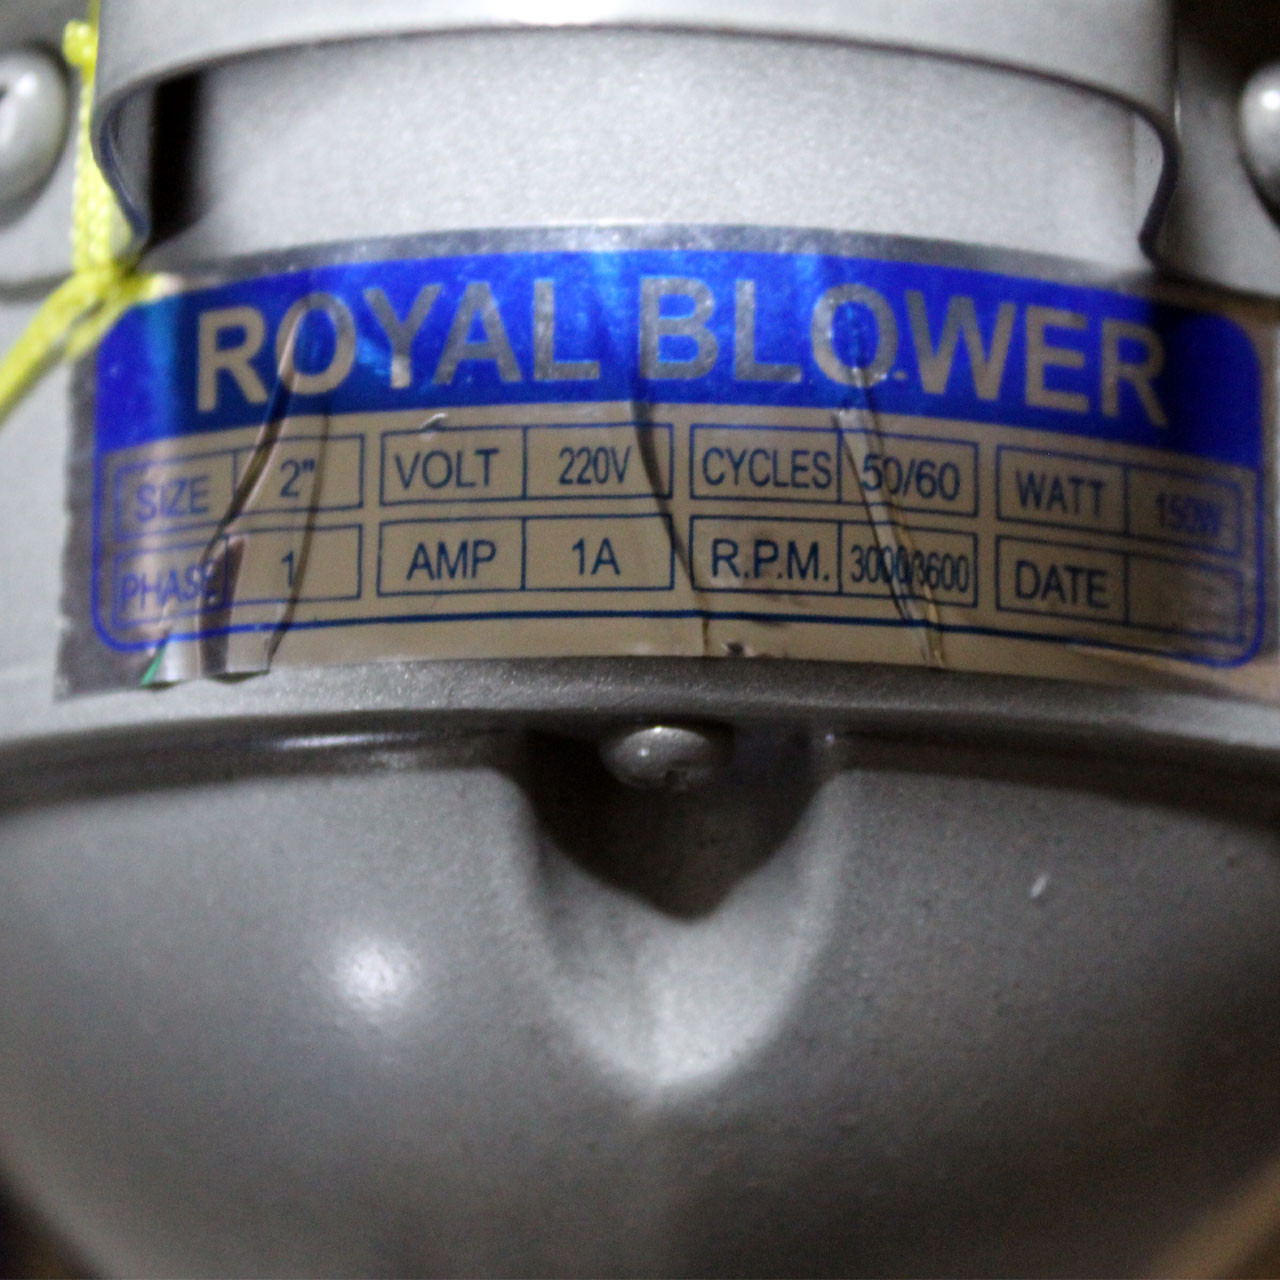 ROYAL BLOWER
SIZE 2" VOLT 220V CYCLES 50/60 WATT 150W
PHASE 1 AMP 1A R.P.M. 3000/3600 DATE